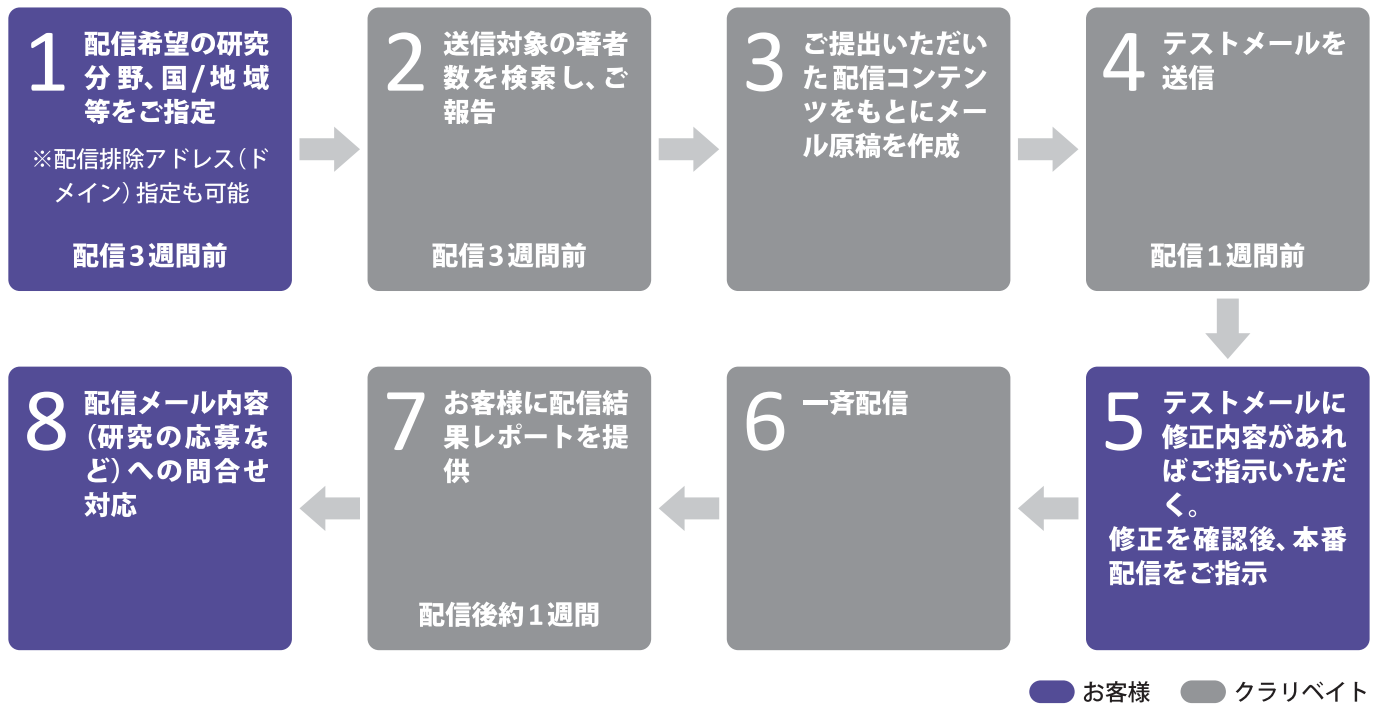 1
配信希望の研究
分野、国/地域
等をご指定
※配信排除アドレス(ド
メイン)指定も可能
配信3週間前
2
送信対象の著者
数を検索し、ご
報告
配信3週間前
3
ご提出いただい
た配信コンテン
ツをもとにメー
ル原稿を作成
4
テストメールを
送信
配信1週間前
5
テストメールに
修正内容があれ
ばご指示いただ
く。
修正を確認後、本番
配信をご指示
6
一斉配信
7
お客様に配信結
果レポートを提
供
配信後約1週間
8
配信メール内容
(研究の応募な
ど)への問合せ
対応
お客様
クラリベイト